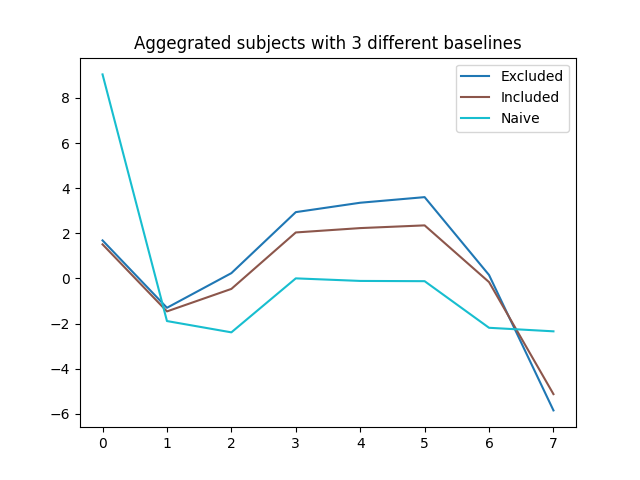 Aggegrated subjects with 3 different baselines
Excluded
Included
Naive
8
6
4
2
0
−2
−4
−6
0 1 2 3 4 5 6 7